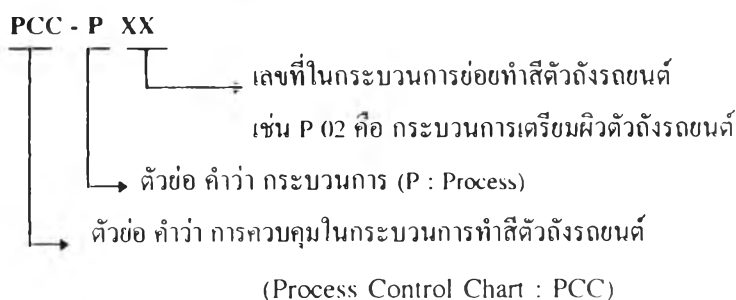 PCC - P XX
เลขที่ในกระบวนการย่อยทำสีตัวถังรถยนต์
เช่น P 02 คือ กระบวนการเตรียมผิวตัวถังรถยนต์
ตัวย่อ คำว่า กระบวนการ (P : Process)
ตัวย่อ คำว่า การควบคุมในกระบวนการทำสีตัวถังรถยนต์
(Process Control Chart : PCC)